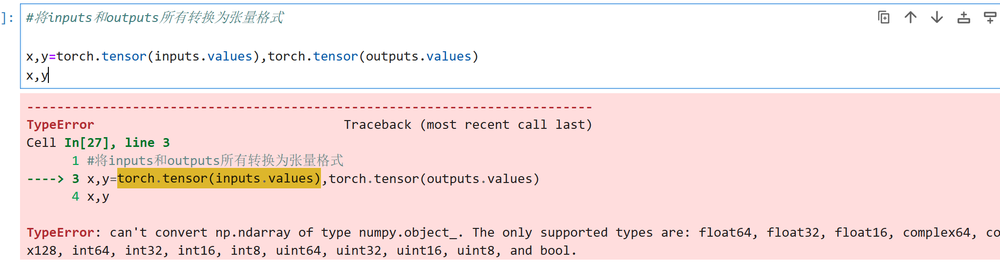 ]:
#将inputs和outputs所有转换为张量格式
x,y=torch.tensor(inputs.values),torch.tensor(outputs.values)
x,y
---------------------------------------------------------------------------
TypeError Traceback (most recent call last)
Cell In[27], line 3
1 #将inputs和outputs所有转换为张量格式
----> 3 x,y=torch.tensor(inputs.values),torch.tensor(outputs.values)
4 x,y
TypeError: can't convert np.ndarray of type numpy.object_. The only supported types are: float64, float32, float16, complex64, co
x128, int64, int32, int16, int8, uint64, uint32, uint16, uint8, and bool.